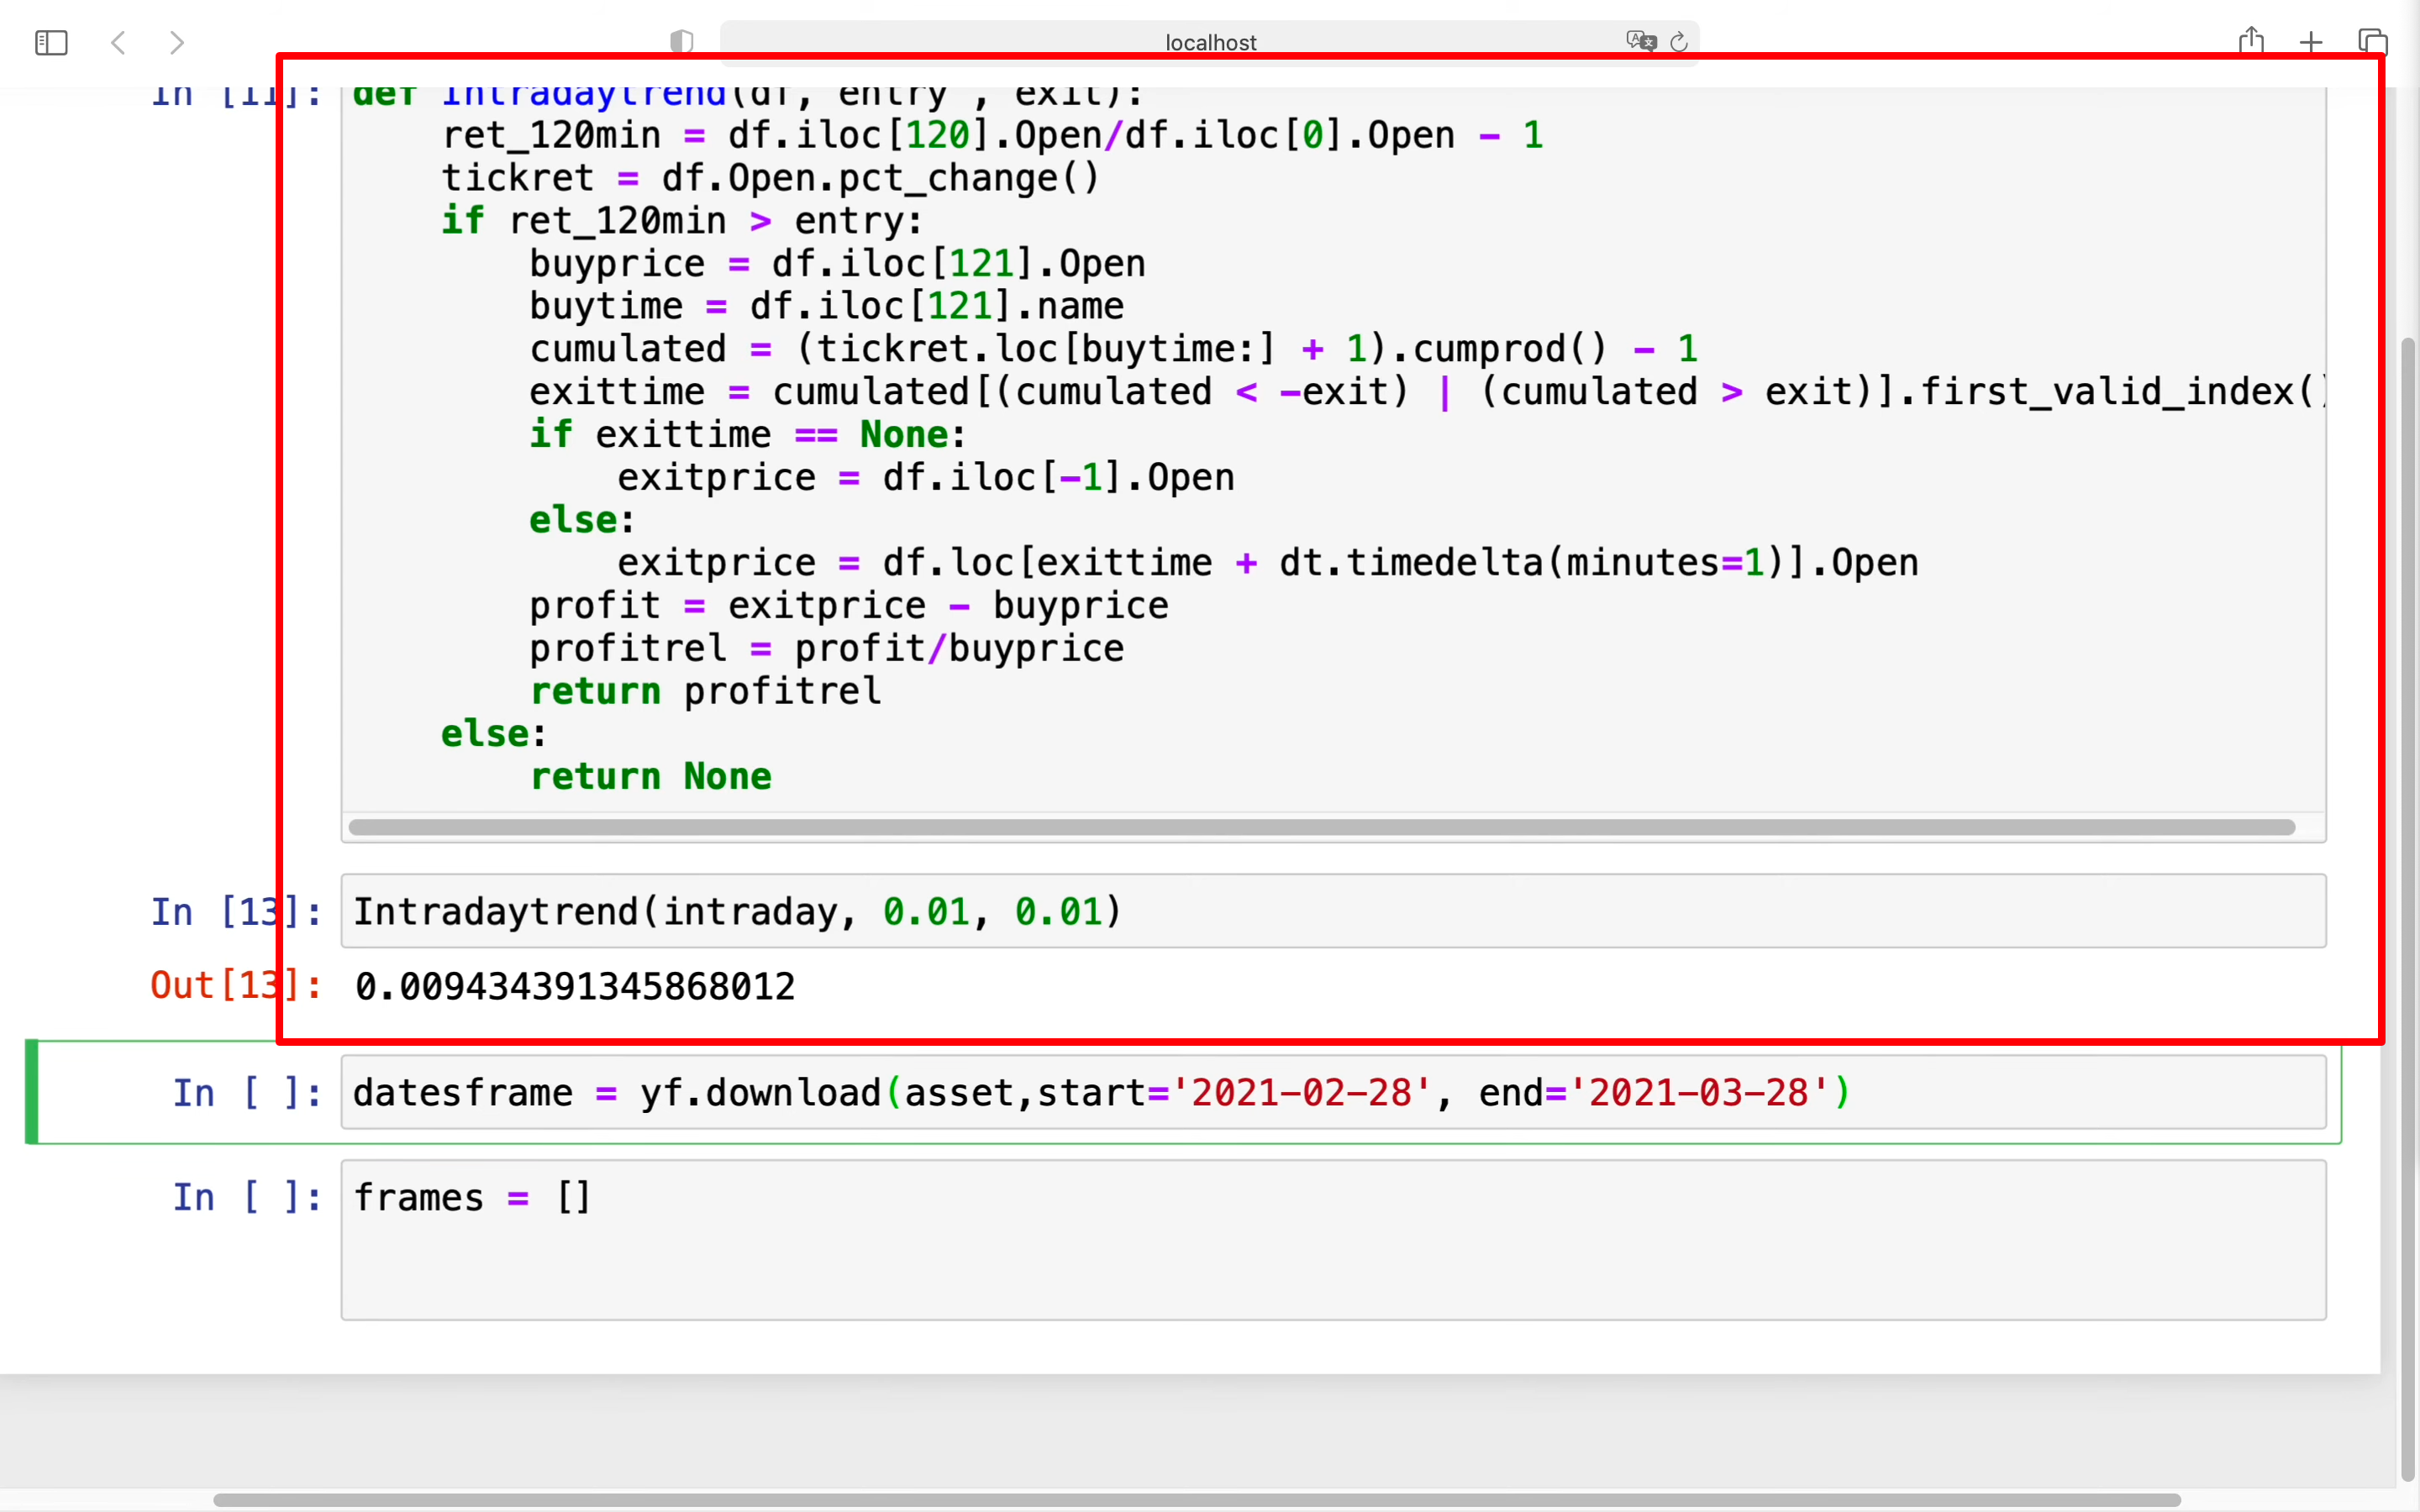 localhost
In [11]: def Intradaytrend(df, entry , exit):
    ret_120min = df.iloc[120].Open/df.iloc[0].Open - 1
    tickret = df.Open.pct_change()
    if ret_120min > entry:
        buyprice = df.iloc[121].Open
        buytime = df.iloc[121].name
        cumulated = (tickret.loc[buytime:] + 1).cumprod() - 1
        exittime = cumulated[(cumulated < -exit) | (cumulated > exit)].first_valid_index()
        if exittime == None:
            exitprice = df.iloc[-1].Open
        else:
            exitprice = df.loc[exittime + dt.timedelta(minutes=1)].Open
        profit = exitprice - buyprice
        profitrel = profit/buyprice
        return profitrel
    else:
        return None
In [13]: Intradaytrend(intraday, 0.01, 0.01)
Out[13]: 0.009434391345868012
In [ ]: datesframe = yf.download(asset,start='2021-02-28', end='2021-03-28')
In [ ]: frames = []